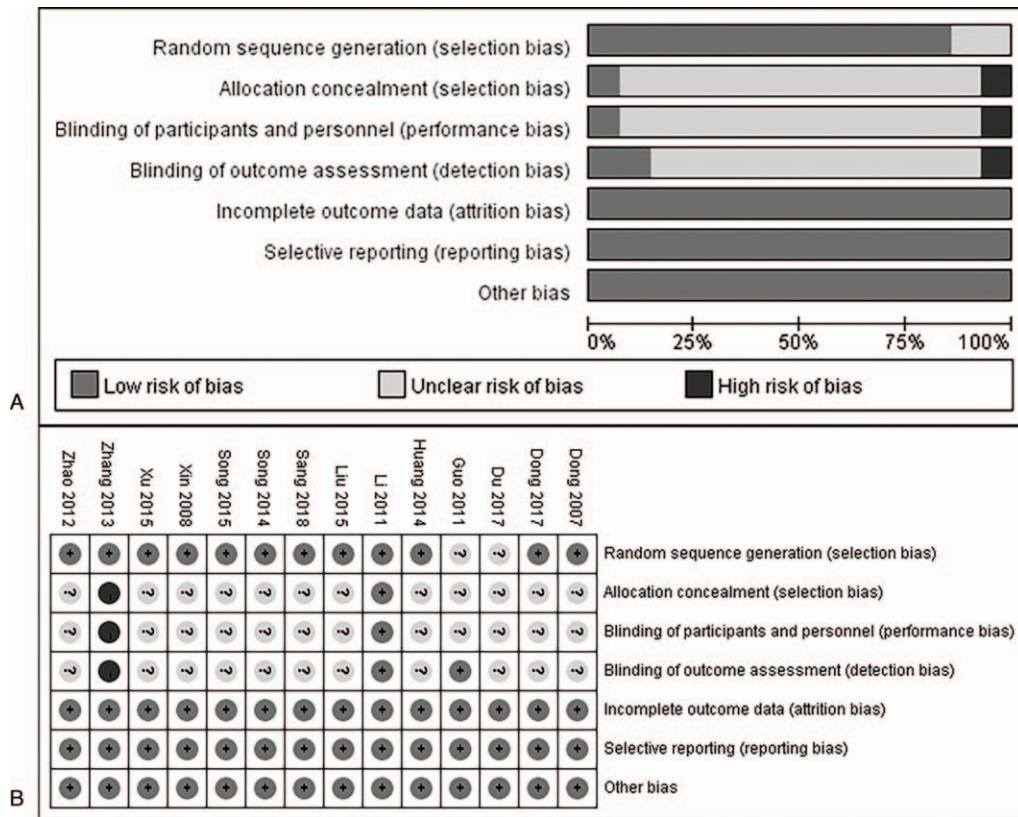 Random sequence generation (selection bias)
Allocation concealment (selection bias)
Blinding of participants and personnel (performance bias)
Blinding of outcome assessment (detection bias)
Incomplete outcome data (attrition bias)
Selective reporting (reporting bias)
Other bias
0% 25% 50% 75% 100%
Low risk of bias Unclear risk of bias High risk of bias
A
Zhao 2012
Zhang 2013
Xu 2015
Xin 2008
Song 2015
Song 2014
Sang 2018
Liu 2015
Li 2011
Huang 2014
Guo 2011
Du 2017
Dong 2017
Dong 2007
+ + + + + + + + + + ? ? + + Random sequence generation (selection bias)
? - ? ? ? ? ? ? + ? ? ? ? ? Allocation concealment (selection bias)
? - ? ? ? ? ? ? + ? ? ? ? ? Blinding of participants and personnel (performance bias)
? - ? ? ? ? ? ? + ? + ? ? ? Blinding of outcome assessment (detection bias)
+ + + + + + + + + + + + + + Incomplete outcome data (attrition bias)
+ + + + + + + + + + + + + + Selective reporting (reporting bias)
+ + + + + + + + + + + + + + Other bias
B